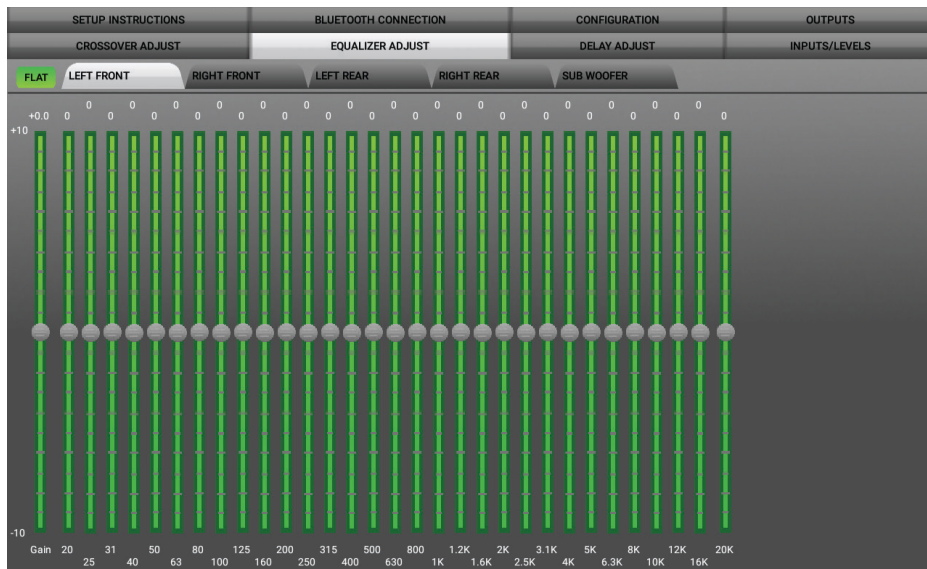 SETUP INSTRUCTIONS BLUETOOTH CONNECTION CONFIGURATION OUTPUTS
CROSSOVER ADJUST EQUALIZER ADJUST DELAY ADJUST INPUTS/LEVELS
FLAT LEFT FRONT RIGHT FRONT LEFT REAR RIGHT REAR SUB WOOFER
0 0 0 0 0 0 0 0 0 0 0 0 0 0 0
+0.0 0 0 0 0 0 0 0 0 0 0 0 0 0 0 0 0
+10
-10
Gain 20 31 50 80 125 200 315 500 800 1.2K 2K 3.1K 5K 8K 12K 20K
25 40 63 100 160 250 400 630 1K 1.6K 2.5K 4K 6.3K 10K 16K